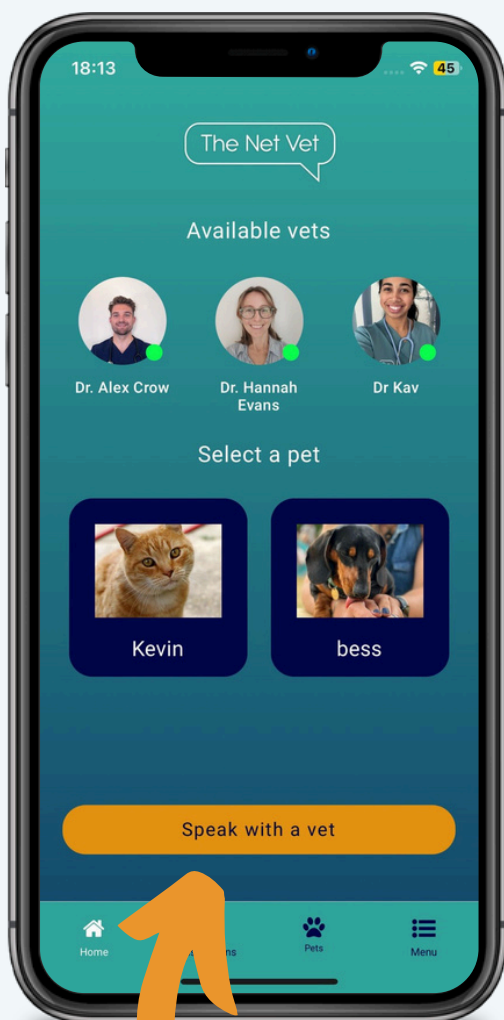 18:13
45
The Net Vet
Available vets
Dr. Alex Crow
Dr. Hannah
Evans
Dr Kav
Select a pet
Kevin
bess
Speak with a vet
Home
Pets
Menu